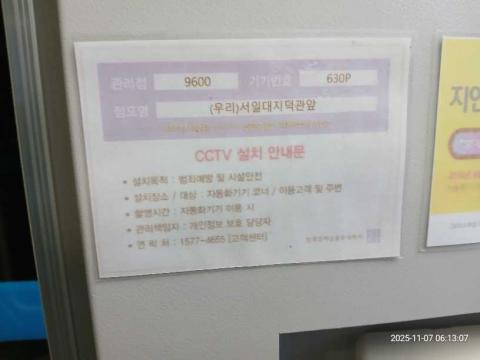 관리점 9600 기기번호 630P
점포명 (우리)서일대지덕관앞
CCTV 설치 안내문
• 설치목적 : 범죄예방 및 시설안전
• 설치장소 / 대상 : 자동화기기 코너 / 이용고객 및 주변
• 촬영시간 : 자동화기기 이용 시
• 관리책임자 : 개인정보 보호 담당자
• 연 락 처 : 1577-4655 [고객센터]
지연
2025-11-07 06:13:07